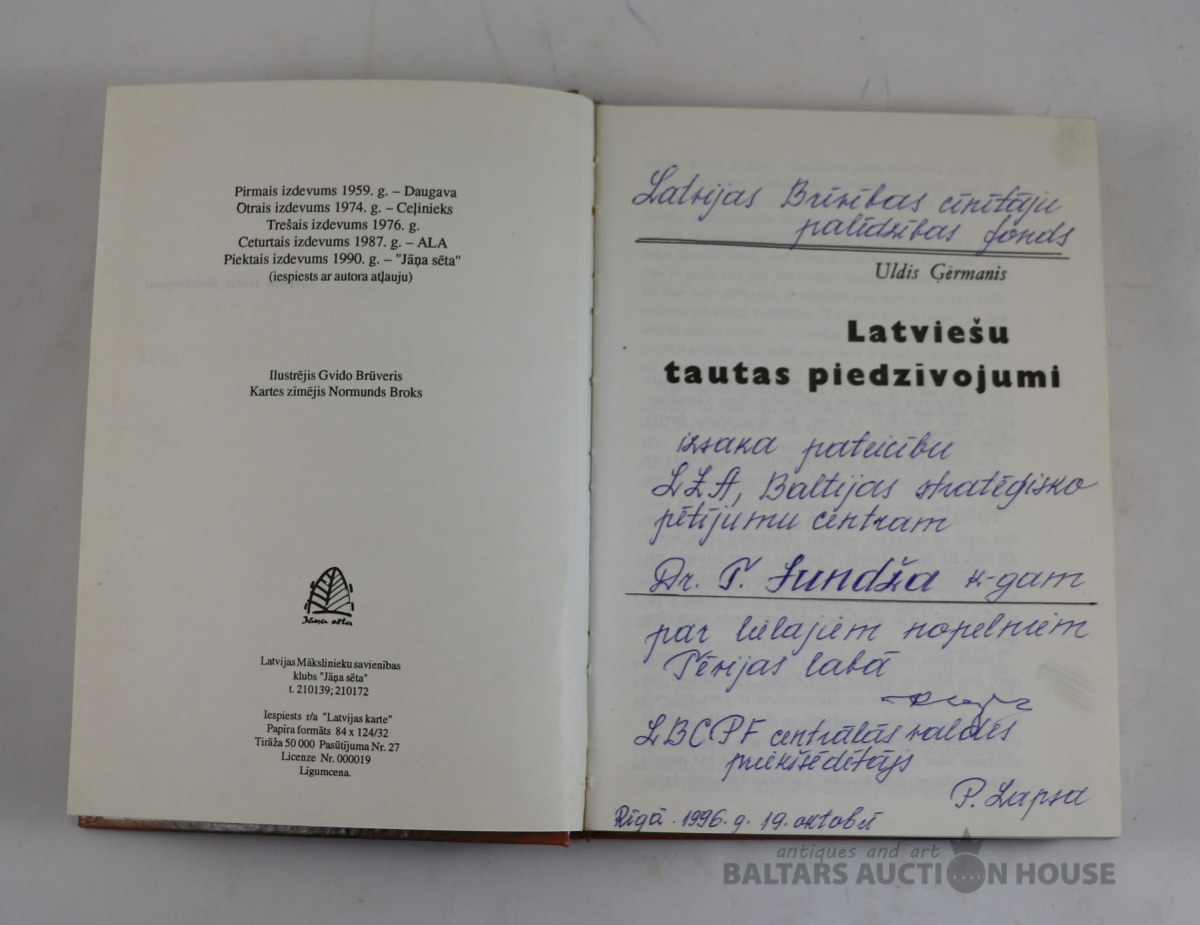 Pirmais izdevums 1959. g. – Daugava
Otrais izdevums 1974. g. – Ceļinieks
Trešais izdevums 1976. g.
Ceturtais izdevums 1987. g. – ALA
Piektais izdevums 1990. g. – "Jāņa sēta"
(iespiests ar autora atļauju)
Ilustrējis Gvido Brūveris
Kartes zīmējis Normunds Broks
Jāņa sēta
Latvijas Mākslinieku savienības
klubs "Jāņa sēta"
t. 210139; 210172
Iespiests r/a "Latvijas karte"
Papīra formāts 84 x 124/32
Tirāža 50 000 Pasūtījuma Nr. 27
Licenze Nr. 000019
Līgumcena.
Latvijas Brīvības cīnītāju
palīdzības fonds
Uldis Ģērmanis
Latviešu
tautas piedzīvojumi
izsaka pateicību
LZA, Baltijas stratēģisko
pētījumu centram
Dr. T. Jundža k-gam
par lielajiem nopelniem
Tēvijas labā
LBCPF centrālās valdes
priekšsēdētājs
P. Lapsa
Rīgā. 1996. g. 19. oktobrī
antiques and art
BALTARS AUCTION HOUSE